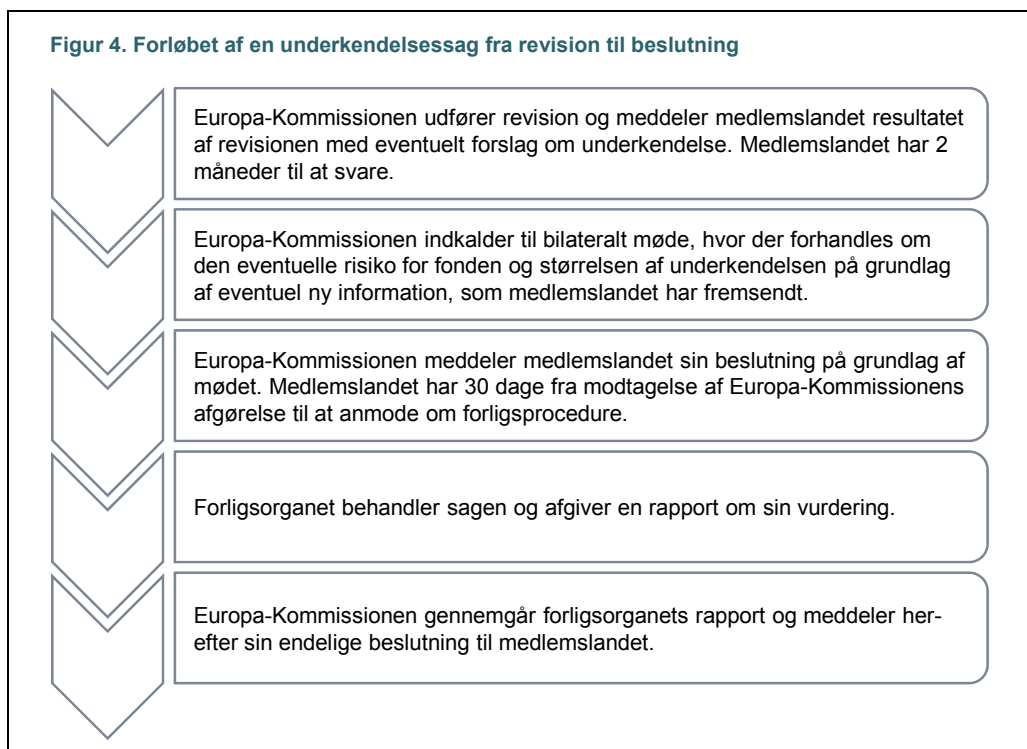 Figur 4. Forløbet af en underkendelsessag fra revision til beslutning
Europa-Kommissionen udfører revision og meddeler medlemslandet resultatet
af revisionen med eventuelt forslag om underkendelse. Medlemslandet har 2
måneder til at svare.
Europa-Kommissionen indkalder til bilateralt møde, hvor der forhandles om
den eventuelle risiko for fonden og størrelsen af underkendelsen på grundlag
af eventuel ny information, som medlemslandet har fremsendt.
Europa-Kommissionen meddeler medlemslandet sin beslutning på grundlag af
mødet. Medlemslandet har 30 dage fra modtagelse af Europa-Kommissionens
afgørelse til at anmode om forligsprocedure.
Forligsorganet behandler sagen og afgiver en rapport om sin vurdering.
Europa-Kommissionen gennemgår forligsorganets rapport og meddeler her-
efter sin endelige beslutning til medlemslandet.